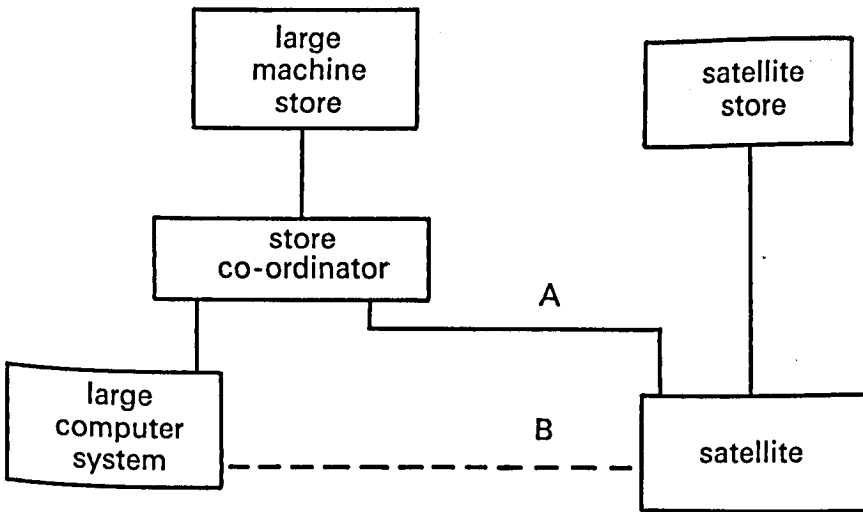 large
machine
store
satellite
store
store
co-ordinator
A
large
computer
system
B
satellite